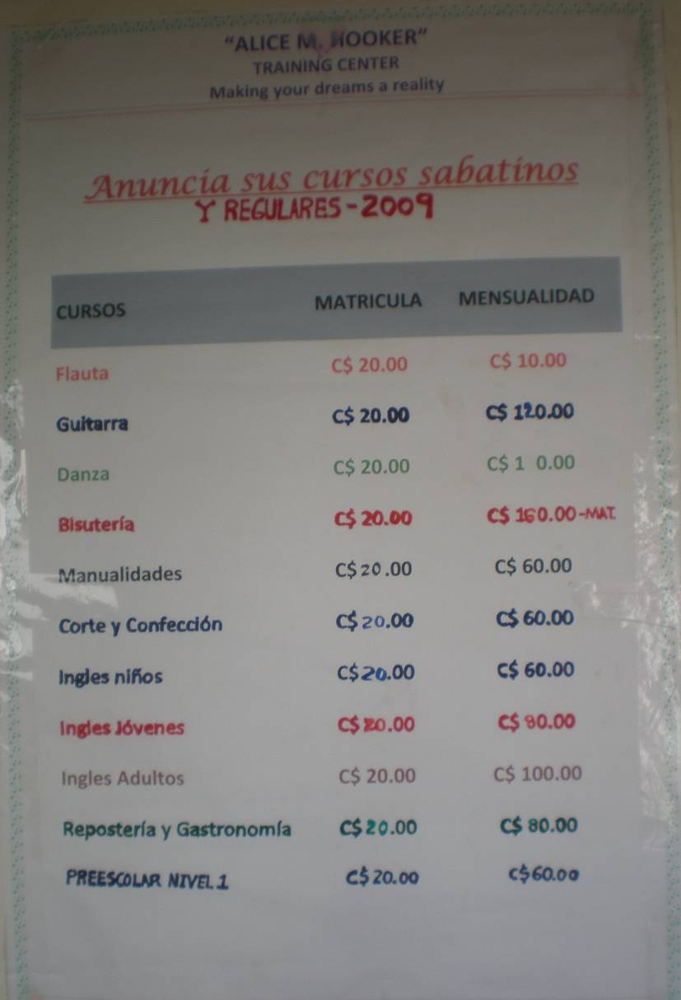 “ALICE M. HOOKER”
TRAINING CENTER
Making your dreams a reality
Anuncia sus cursos sabatinos
Y REGULARES - 2009
CURSOS MATRICULA MENSUALIDAD
Flauta C$ 20.00 C$ 10.00
Guitarra C$ 20.00 C$ 120.00
Danza C$ 20.00 C$ 1 0.00
Bisutería C$ 20.00 C$ 160.00-MAT.
Manualidades C$ 20.00 C$ 60.00
Corte y Confección C$ 20.00 C$ 60.00
Ingles niños C$ 20.00 C$ 60.00
Ingles Jóvenes C$ 20.00 C$
Ingles Adultos C$ 20.00 C$ 100.00
Repostería y Gastronomía C$ 20.00 C$ 80.00
PREESCOLAR NIVEL 1 C$ 20.00 C$ 60.00